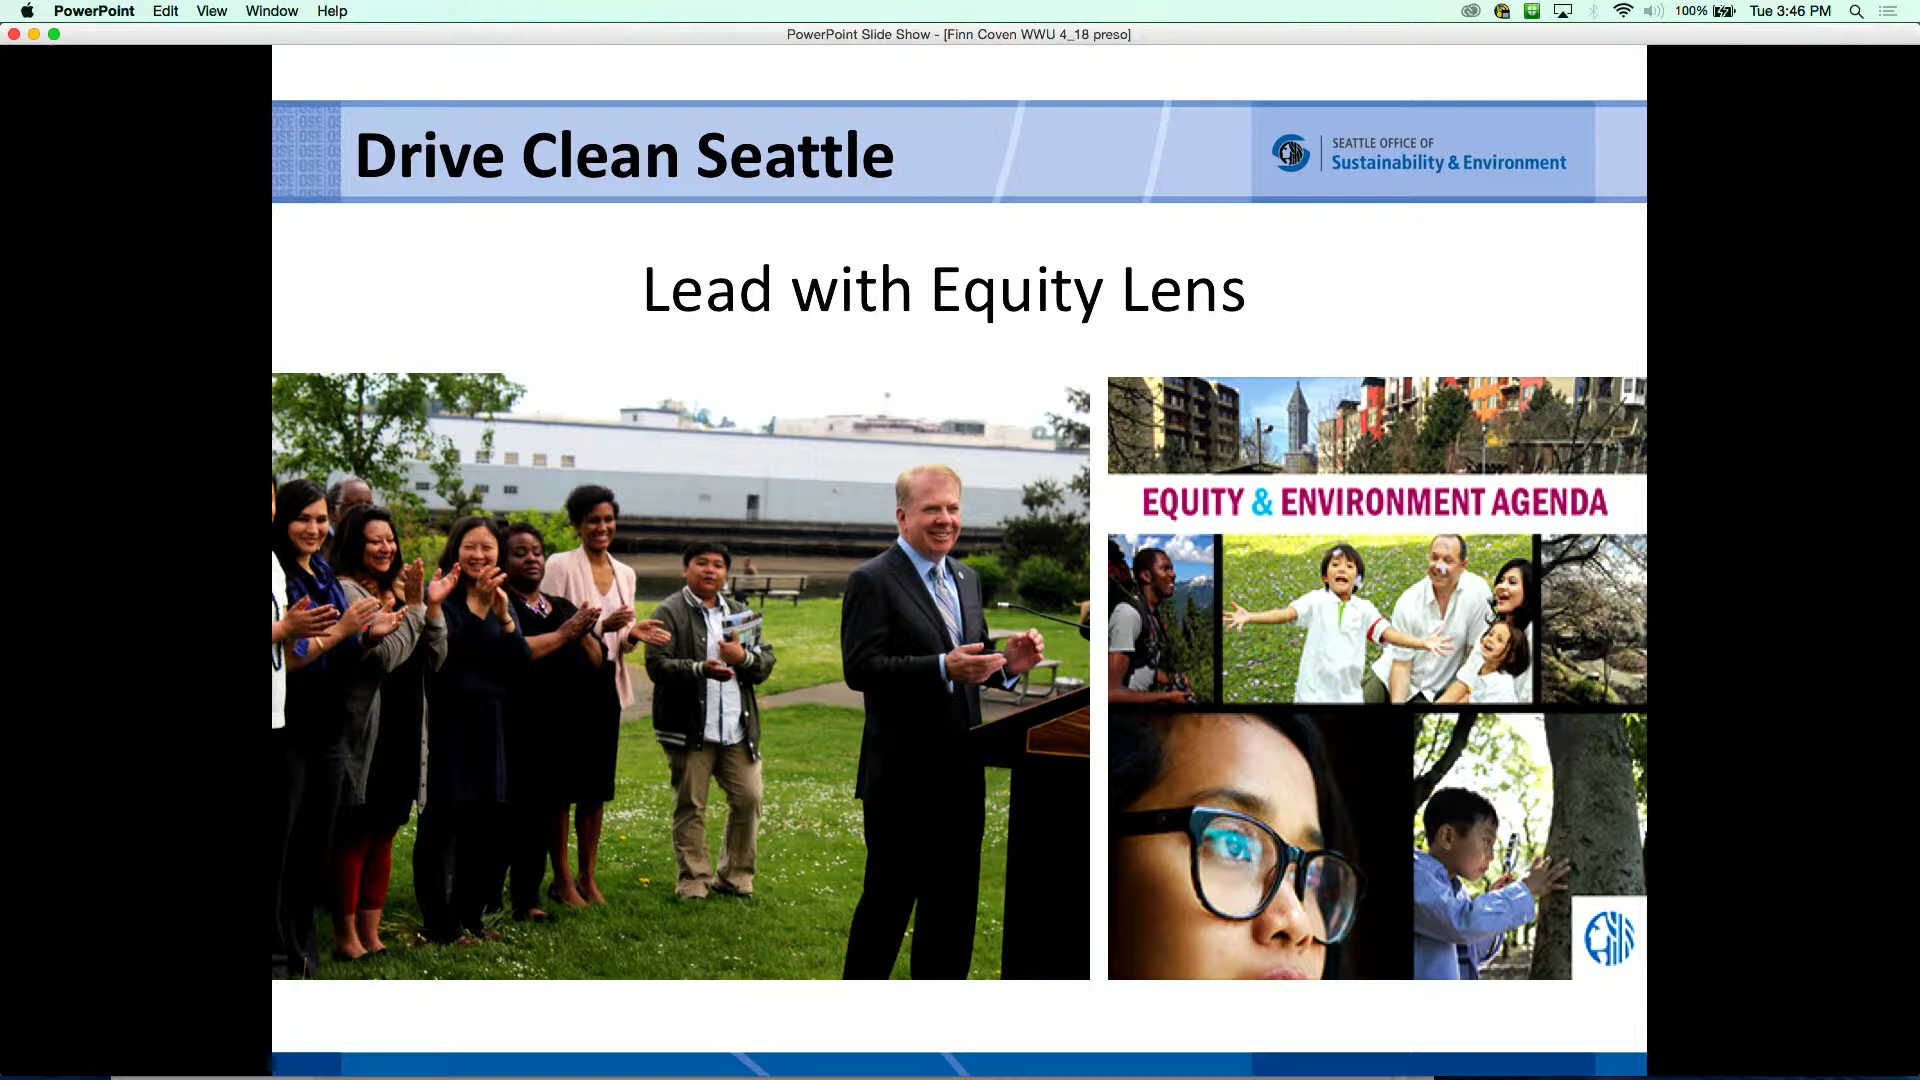 PowerPoint Edit View Window Help
100% Tue 3:46 PM
PowerPoint Slide Show - [Finn Coven WWU 4_18 preso]
Drive Clean Seattle
SEATTLE OFFICE OF
Sustainability & Environment
Lead with Equity Lens
EQUITY & ENVIRONMENT AGENDA